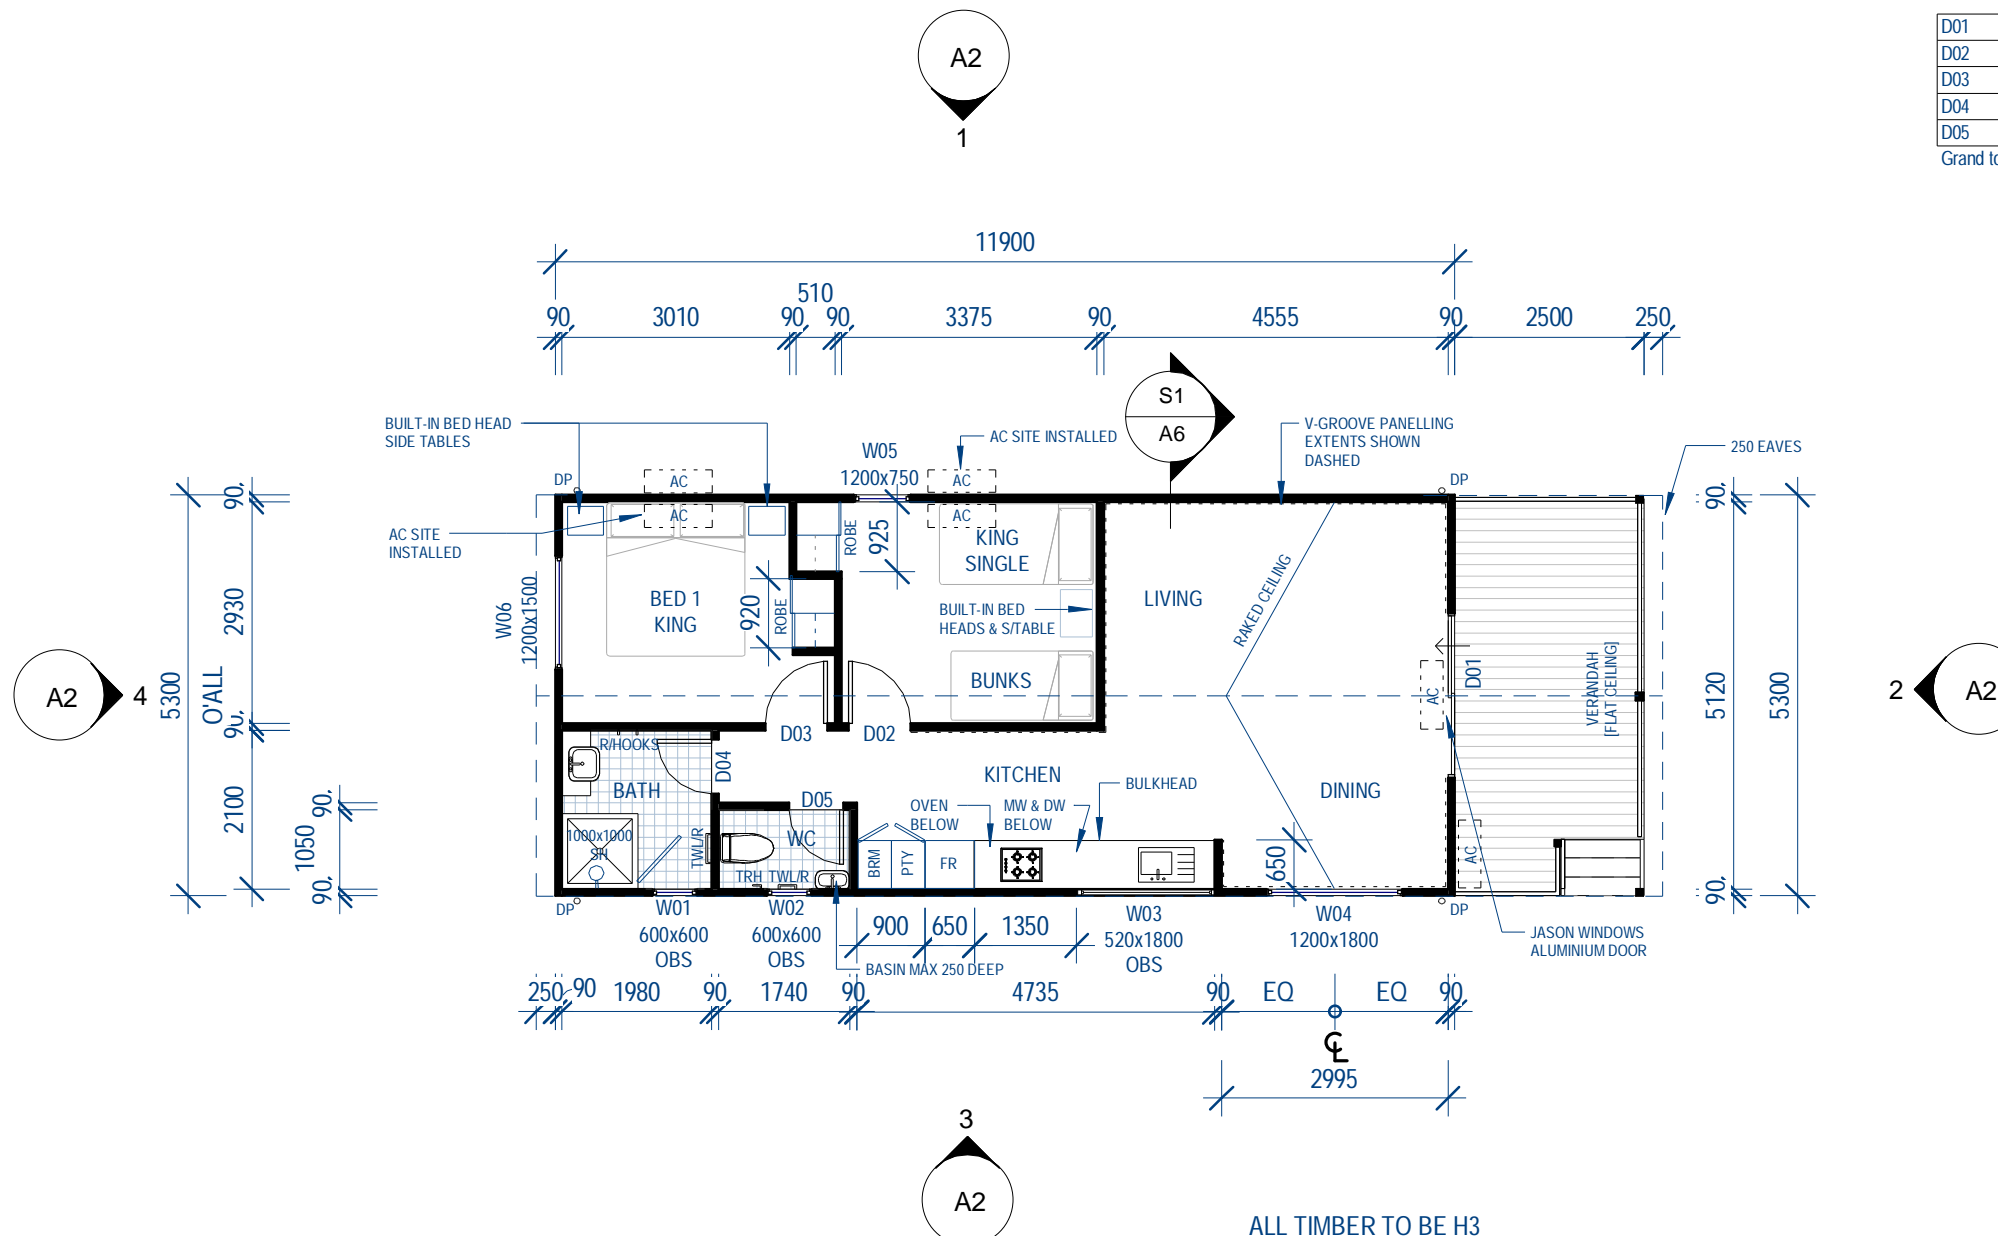 A2
1
D01
D02
D03
D04
D05
Grand to
11900
510
90 3010 90 90 3375 90 4555 90 2500 250
BUILT-IN BED HEAD
SIDE TABLES
AC SITE INSTALLED
S1
A6
V-GROOVE PANELLING
EXTENTS SHOWN
DASHED
250 EAVES
W05
1200x750
DP
AC
AC
DP
AC
AC
AC SITE
INSTALLED
ROBE
925
KING
SINGLE
90
90
W06
1200x1500
BED 1
KING
920
ROBE
BUILT-IN BED
HEADS & S/TABLE
LIVING
RAKED CEILING
2930
5300
O'ALL
A2
4
BUNKS
AC
D01
VERANDAH
[FLAT CEILING]
5120
5300
2
A2
90
R/HOOKS
D03
D02
D04
BATH
KITCHEN
DINING
BULKHEAD
2100
1050
90
90
D05
OVEN
BELOW
MW & DW
BELOW
1000x1000
SH
TWL/R
WC
BRM
PTY
FR
650
AC
TRH TWL/R
90
DP
DP
W01
600x600
OBS
W02
600x600
OBS
900 650 1350
W03
520x1800
OBS
W04
1200x1800
JASON WINDOWS
ALUMINIUM DOOR
BASIN MAX 250 DEEP
250 90 1980 90 1740 90 4735 90 EQ EQ 90
2995
3
A2
ALL TIMBER TO BE H3